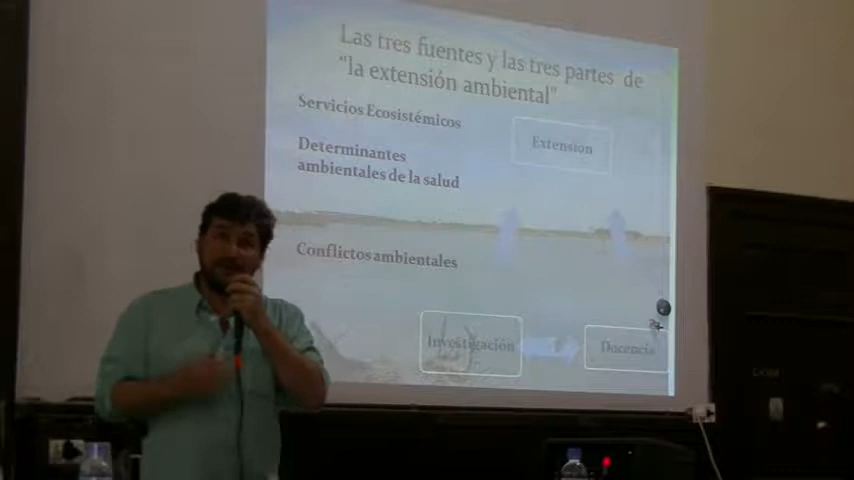 Las tres fuentes y las tres partes de
"la extensión ambiental"
Servicios Ecosistémicos
Extensión
Determinantes
ambientales de la salud
Conflictos ambientales
Investigación
Docencia